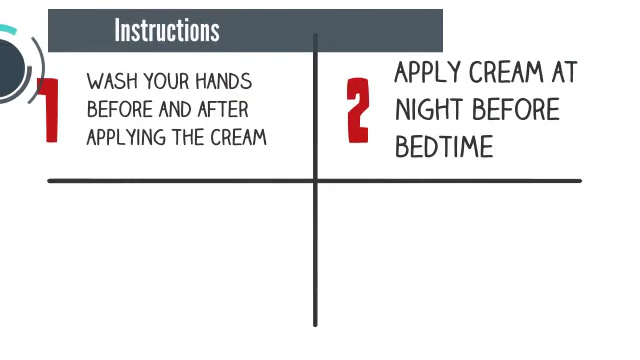 Instructions
1
WASH YOUR HANDS
BEFORE AND AFTER
APPLYING THE CREAM
2
APPLY CREAM AT
NIGHT BEFORE
BEDTIME